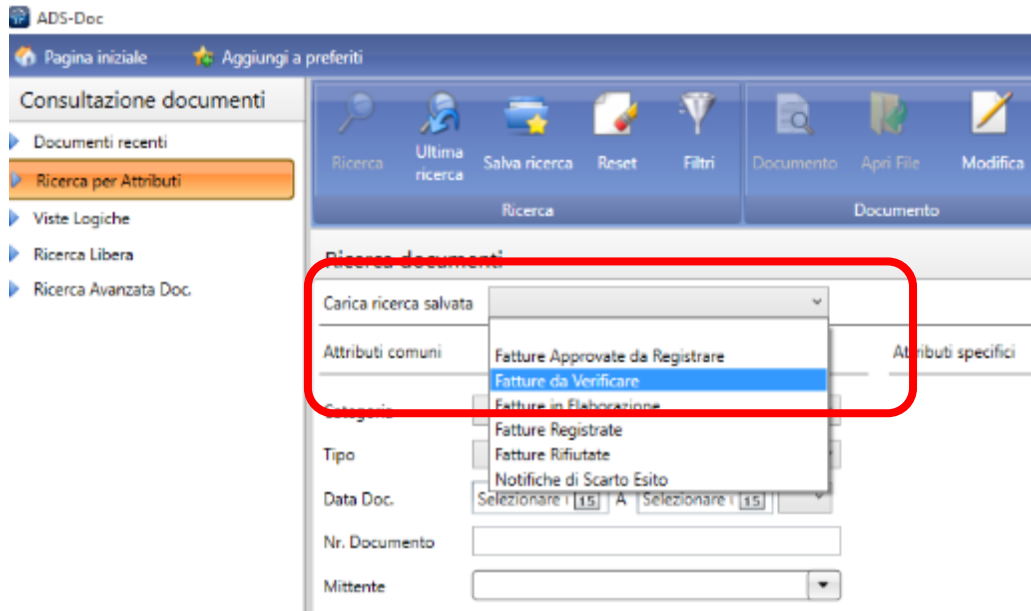 ADS-Doc
Pagina iniziale Aggiungi a preferiti
Consultazione documenti
Documenti recenti
Ricerca per Attributi
Viste Logiche
Ricerca Libera
Ricerca Avanzata Doc.
Ricerca Ultima ricerca Salva ricerca Reset Filtri Documento Apri File Modifica
Ricerca Documento
Ricerca documenti
Carica ricerca salvata
Attributi comuni Attributi specifici
Fatture Approvate da Registrare
Fatture da Verificare
Fatture in Elaborazione
Fatture Registrate
Fatture Rifiutate
Notifiche di Scarto Esito
Categoria
Tipo
Data Doc. Selezionare 15 A Selezionare 15
Nr. Documento
Mittente